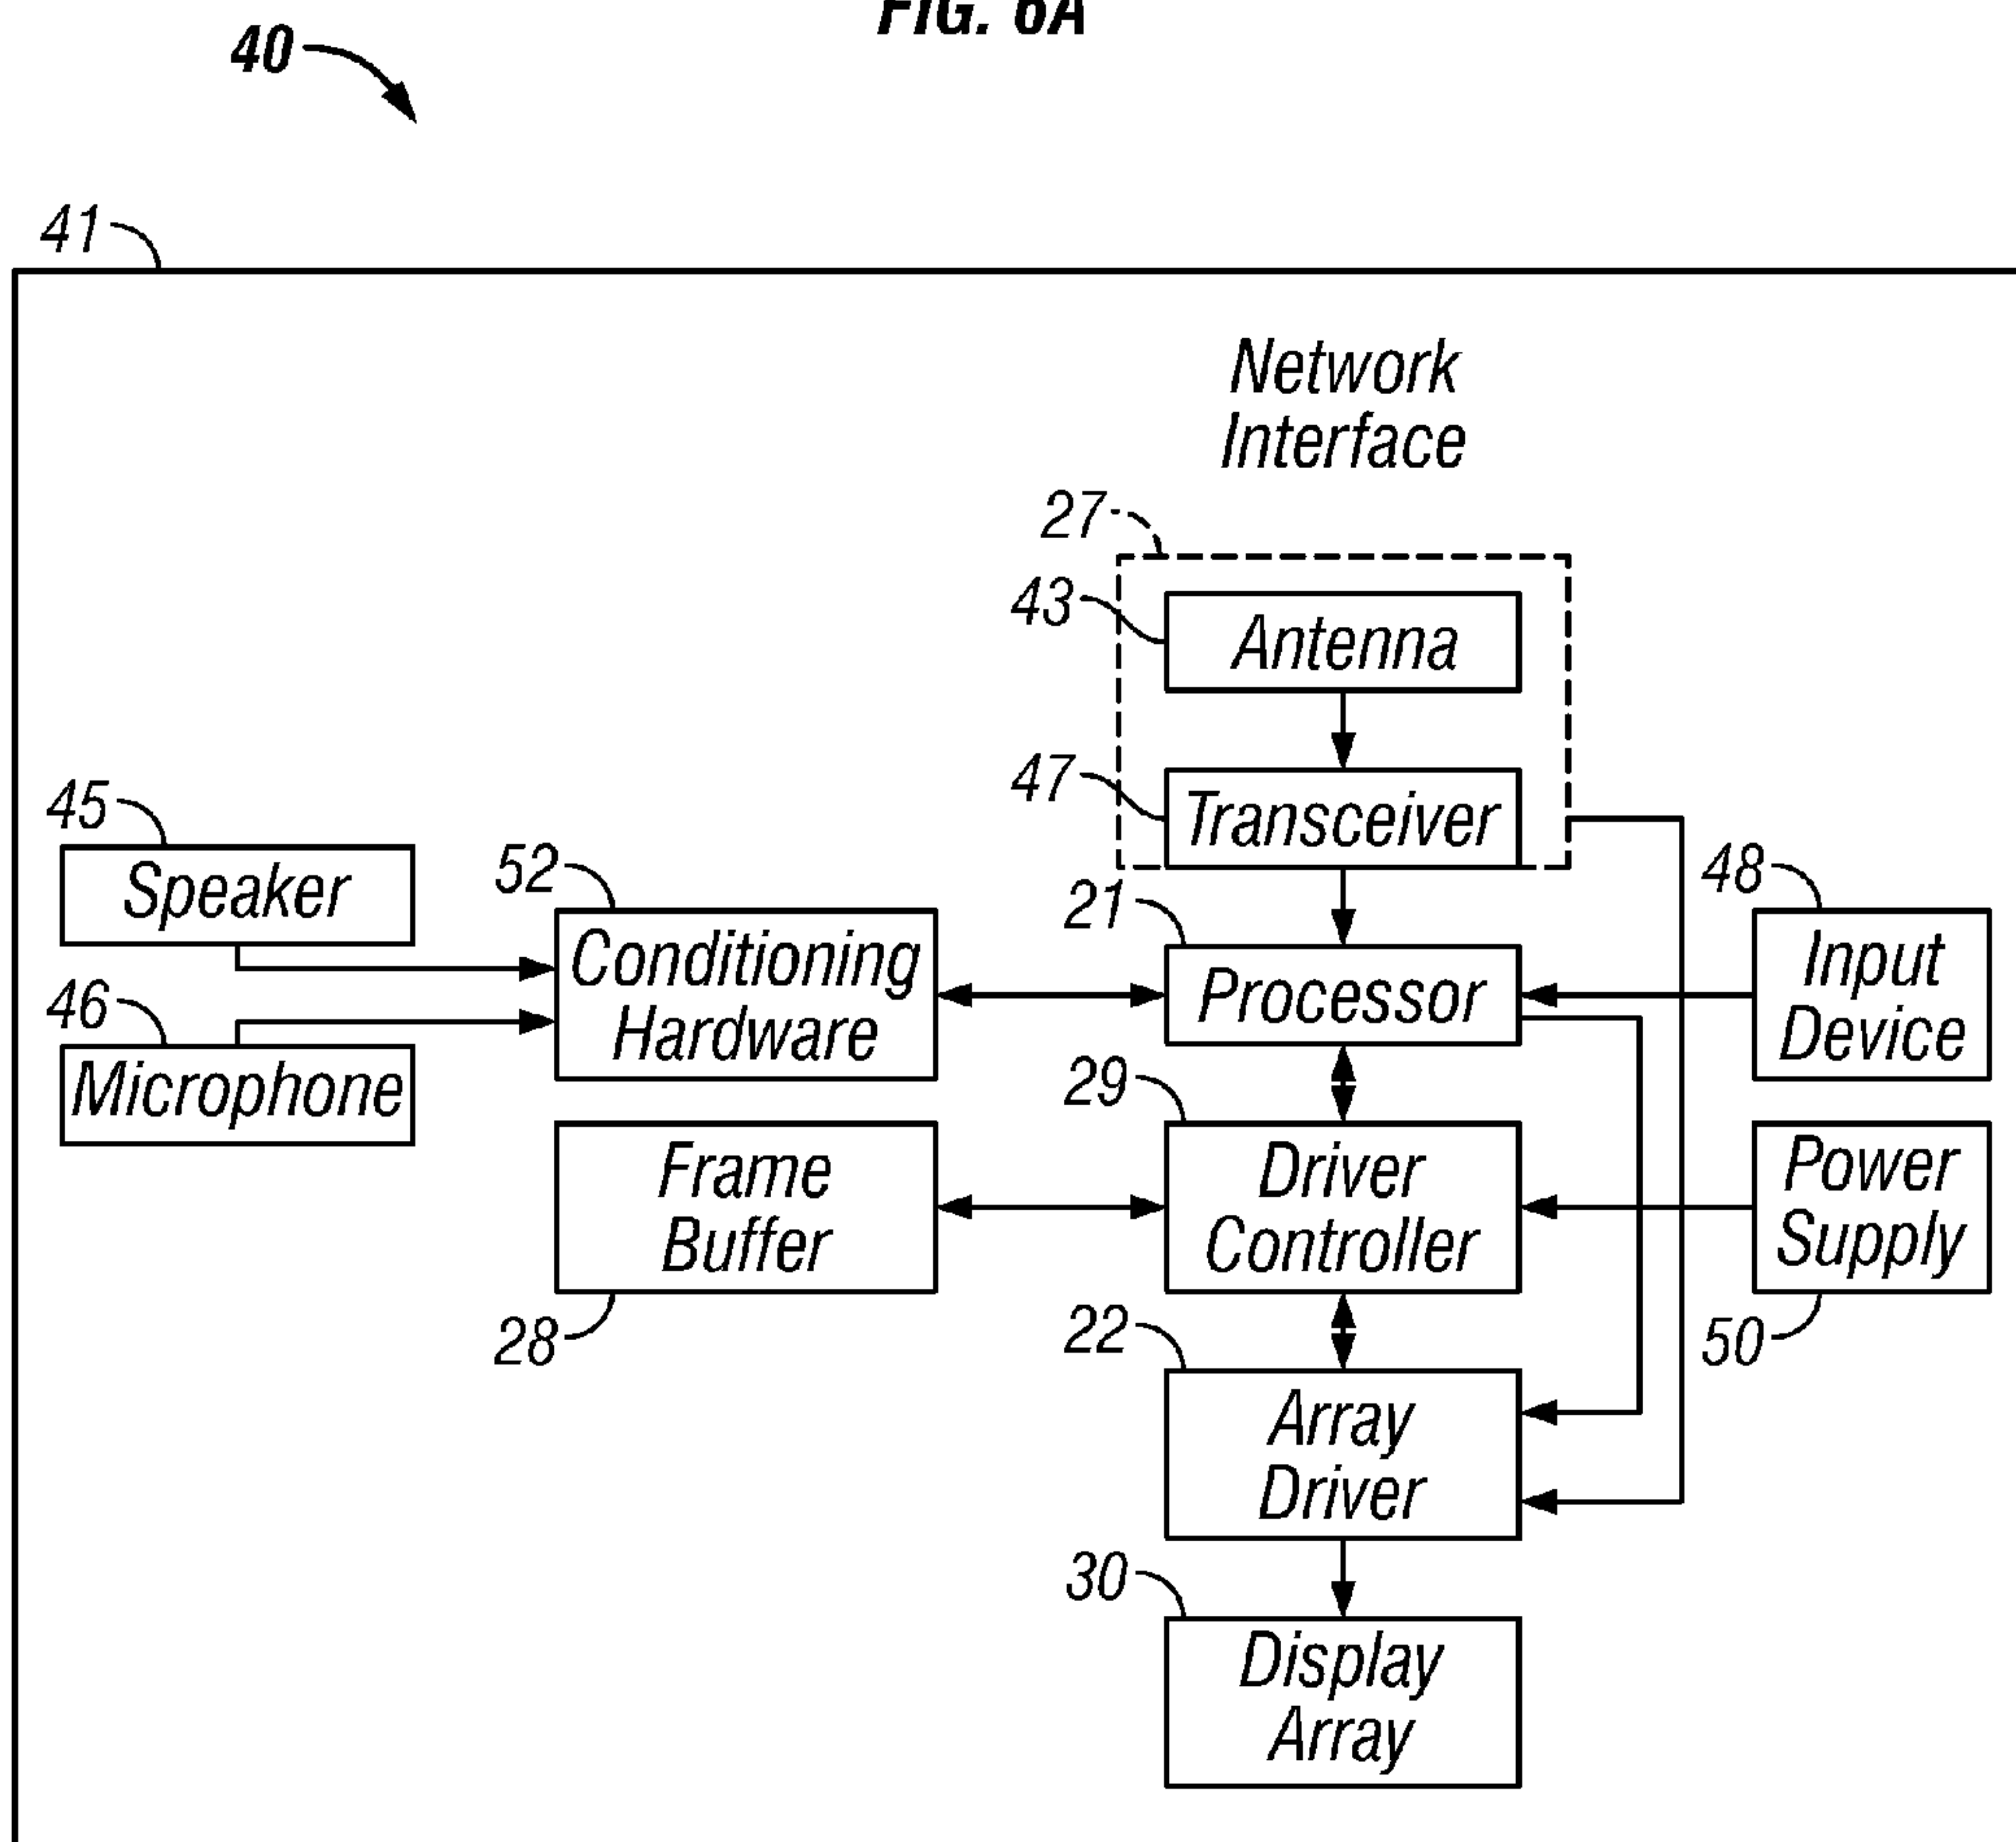 FIG. 6A
40
41
Network
Interface
27
43
Antenna
47
Transceiver
45
Speaker
52
Conditioning
Hardware
21
Processor
48
Input
Device
46
Microphone
29
Driver
Controller
Frame
Buffer
28
Power
Supply
50
22
Array
Driver
30
Display
Array